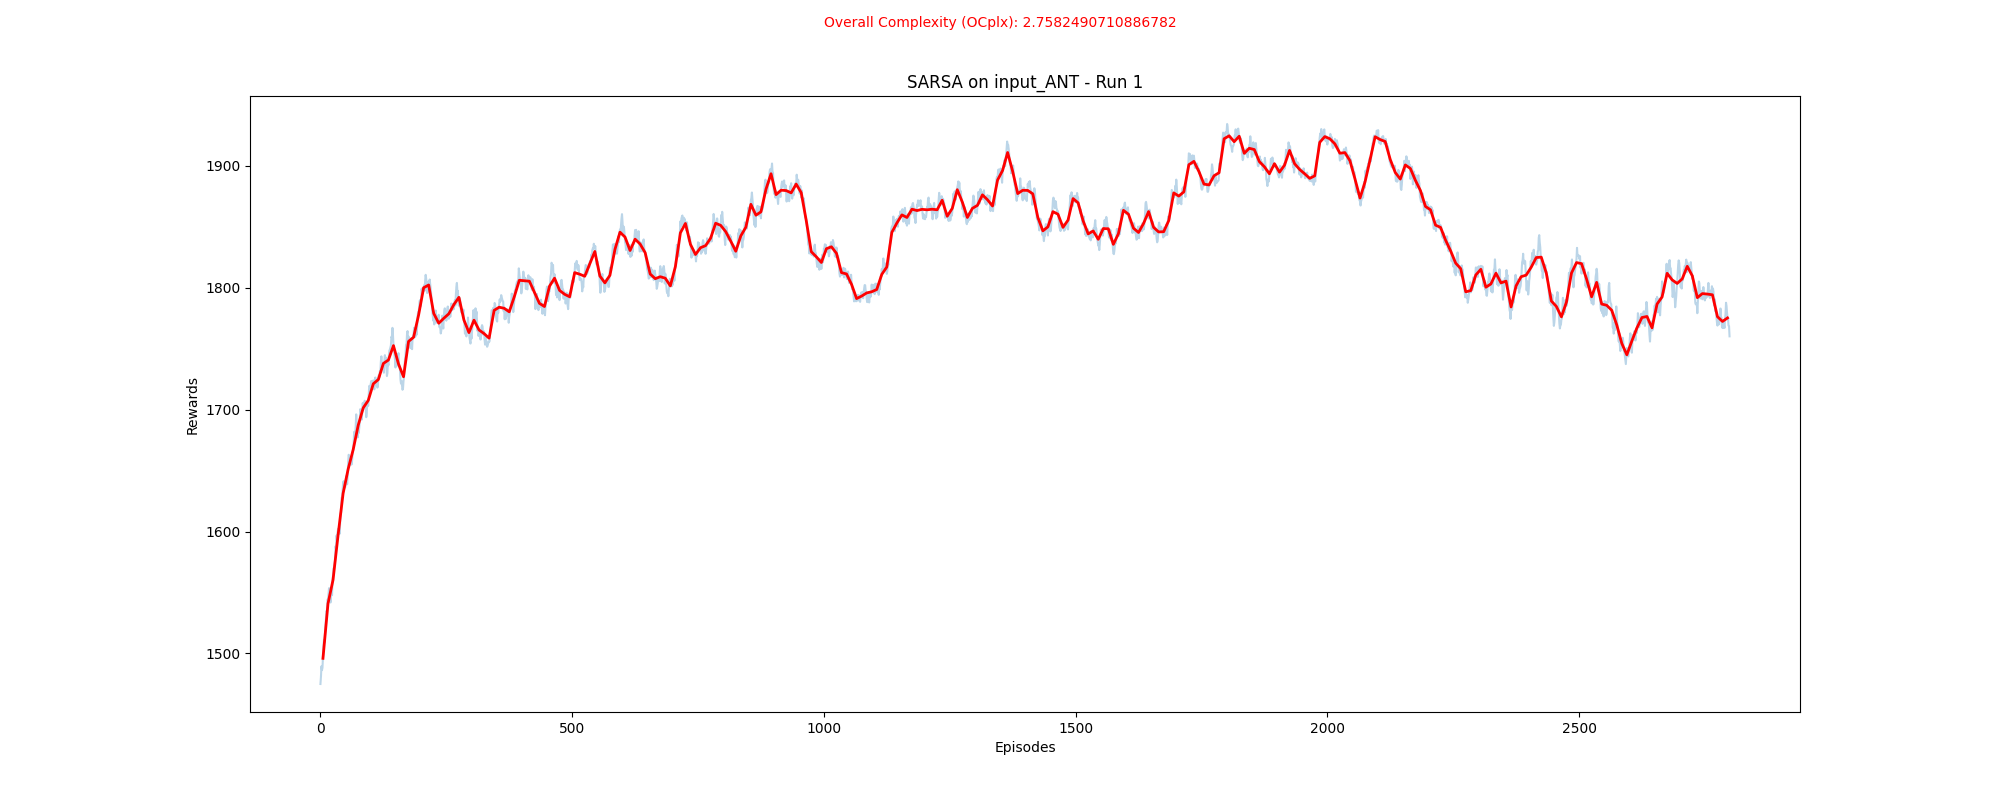 Overall Complexity (OCplx): 2.7582490710886782
SARSA on input_ANT - Run 1
1900
1800
1700
1600
1500
Rewards
0 500 1000 1500 2000 2500
Episodes